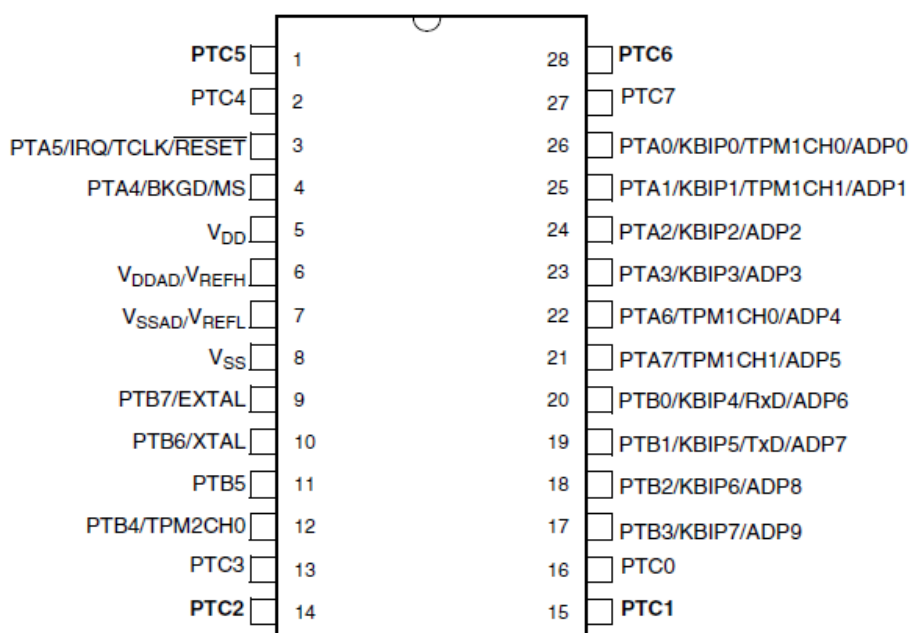 PTC5 1 28 PTC6
PTC4 2 27 PTC7
PTA5/IRQ/TCLK/RESET 3 26 PTA0/KBIP0/TPM1CH0/ADP0
PTA4/BKGD/MS 4 25 PTA1/KBIP1/TPM1CH1/ADP1
VDD 5 24 PTA2/KBIP2/ADP2
VDDAD/VREFH 6 23 PTA3/KBIP3/ADP3
VSSAD/VREFL 7 22 PTA6/TPM1CH0/ADP4
VSS 8 21 PTA7/TPM1CH1/ADP5
PTB7/EXTAL 9 20 PTB0/KBIP4/RxD/ADP6
PTB6/XTAL 10 19 PTB1/KBIP5/TxD/ADP7
PTB5 11 18 PTB2/KBIP6/ADP8
PTB4/TPM2CH0 12 17 PTB3/KBIP7/ADP9
PTC3 13 16 PTC0
PTC2 14 15 PTC1